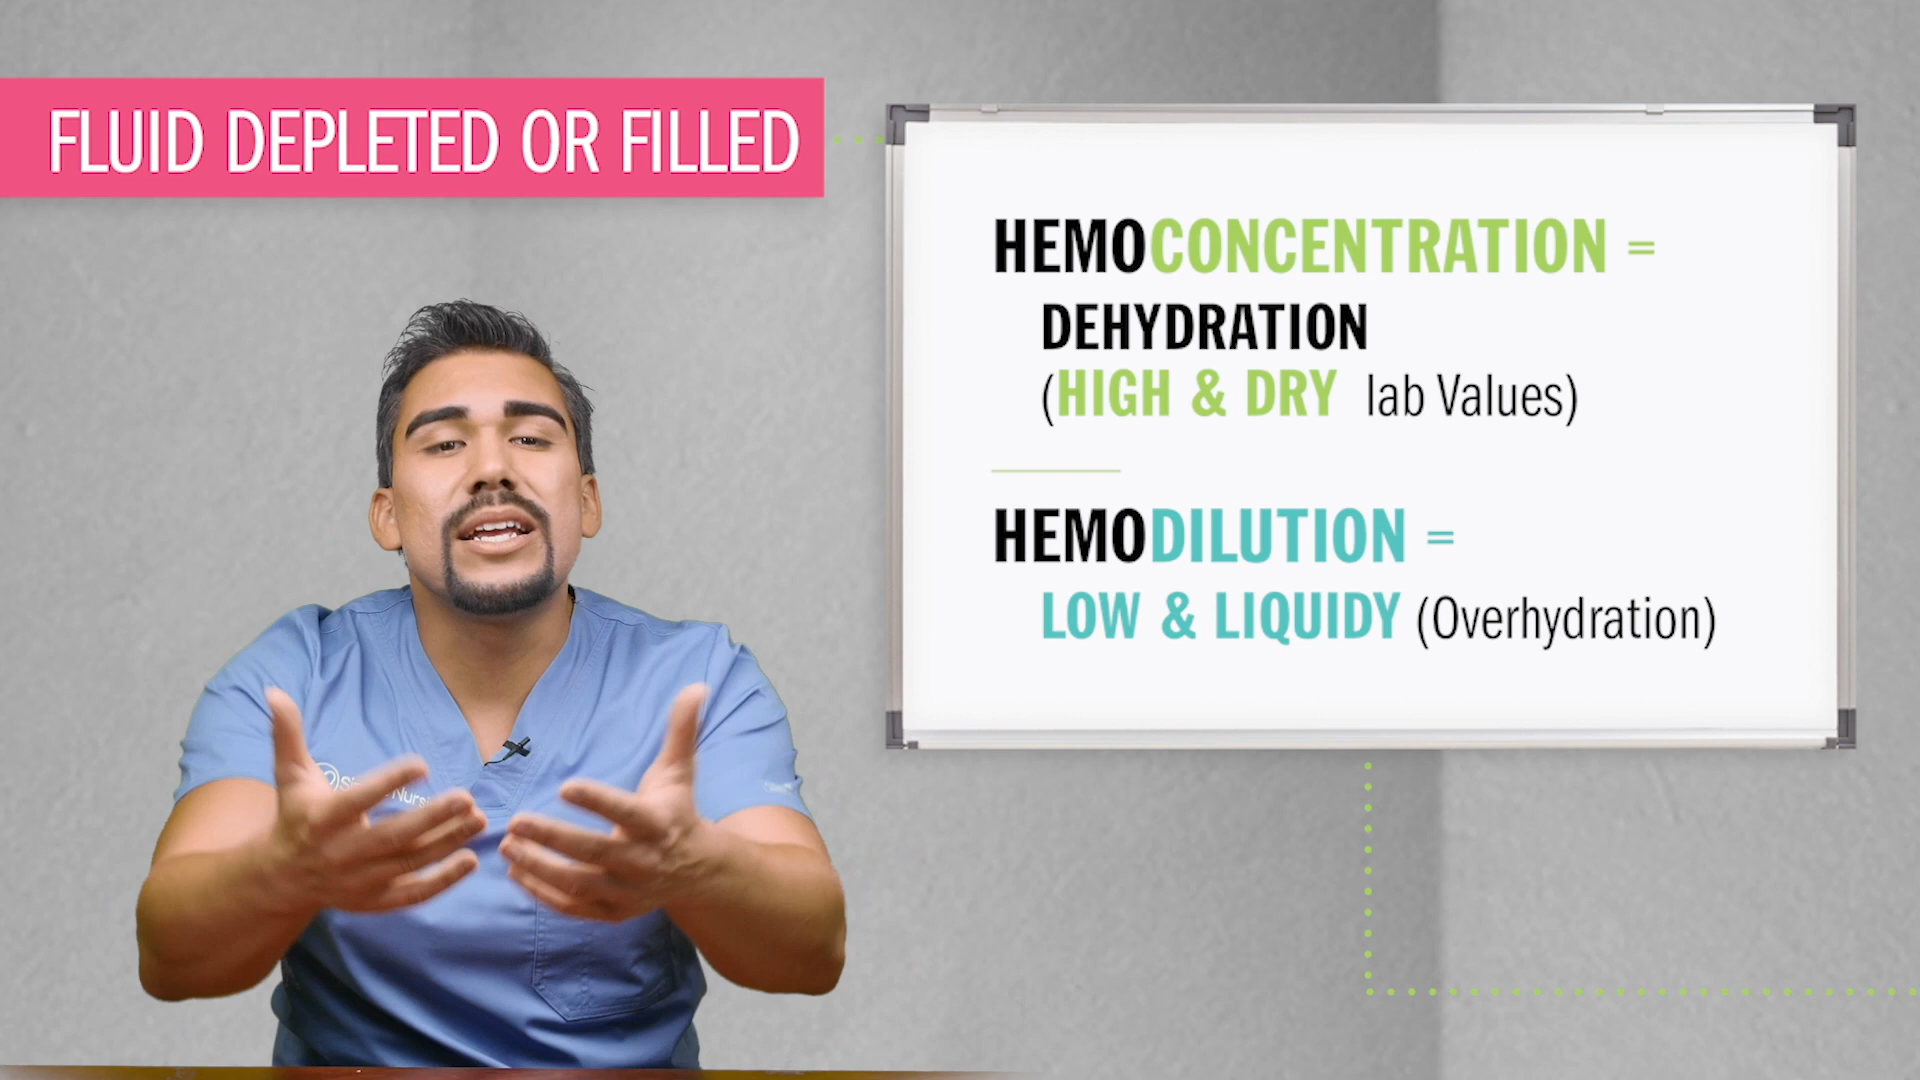 FLUID DEPLETED OR FILLED
HEMOCONCENTRATION =
DEHYDRATION
(HIGH & DRY lab Values)
HEMODILUTION =
LOW & LIQUIDY (Overhydration)